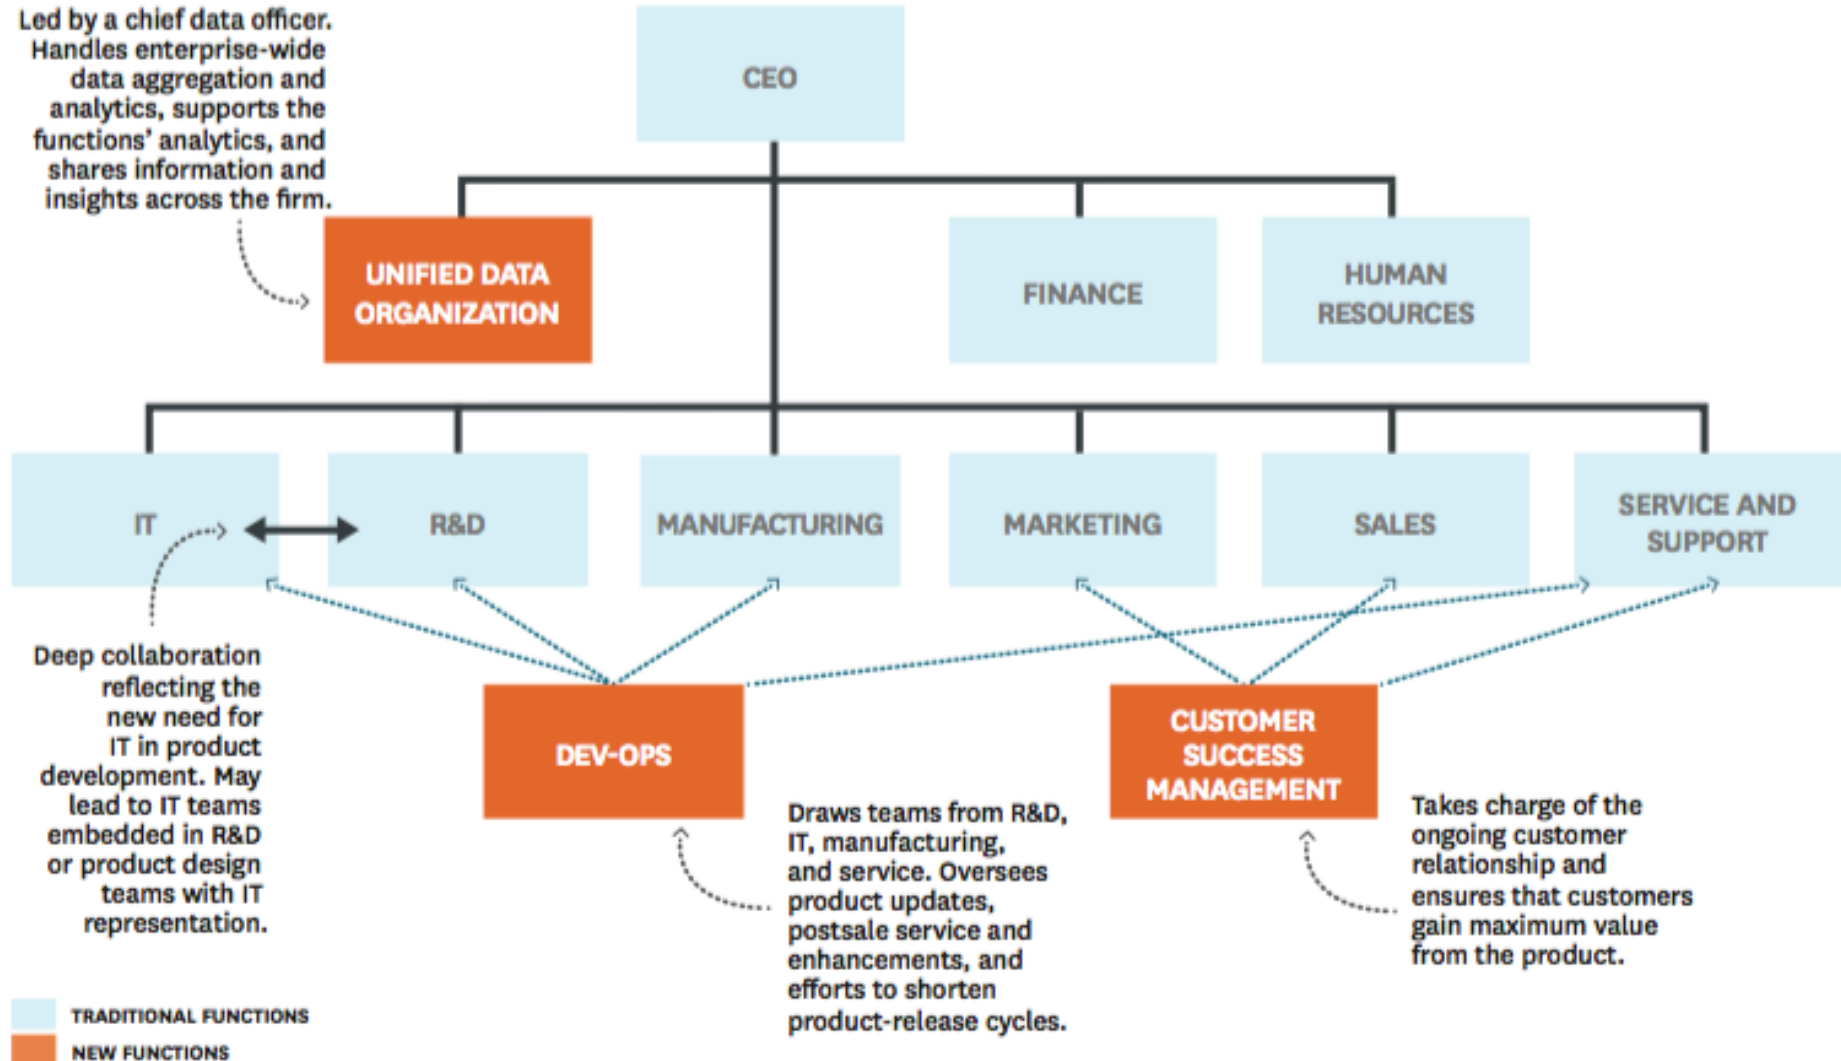 Led by a chief data officer.
Handles enterprise-wide
data aggregation and
analytics, supports the
functions’ analytics, and
shares information and
insights across the firm.
CEO
UNIFIED DATA
ORGANIZATION
FINANCE
HUMAN
RESOURCES
IT
R&D
MANUFACTURING
MARKETING
SALES
SERVICE AND
SUPPORT
Deep collaboration
reflecting the
new need for
IT in product
development. May
lead to IT teams
embedded in R&D
or product design
teams with IT
representation.
DEV-OPS
Draws teams from R&D,
IT, manufacturing,
and service. Oversees
product updates,
postsale service and
enhancements, and
efforts to shorten
product-release cycles.
CUSTOMER
SUCCESS
MANAGEMENT
Takes charge of the
ongoing customer
relationship and
ensures that customers
gain maximum value
from the product.
TRADITIONAL FUNCTIONS
NEW FUNCTIONS